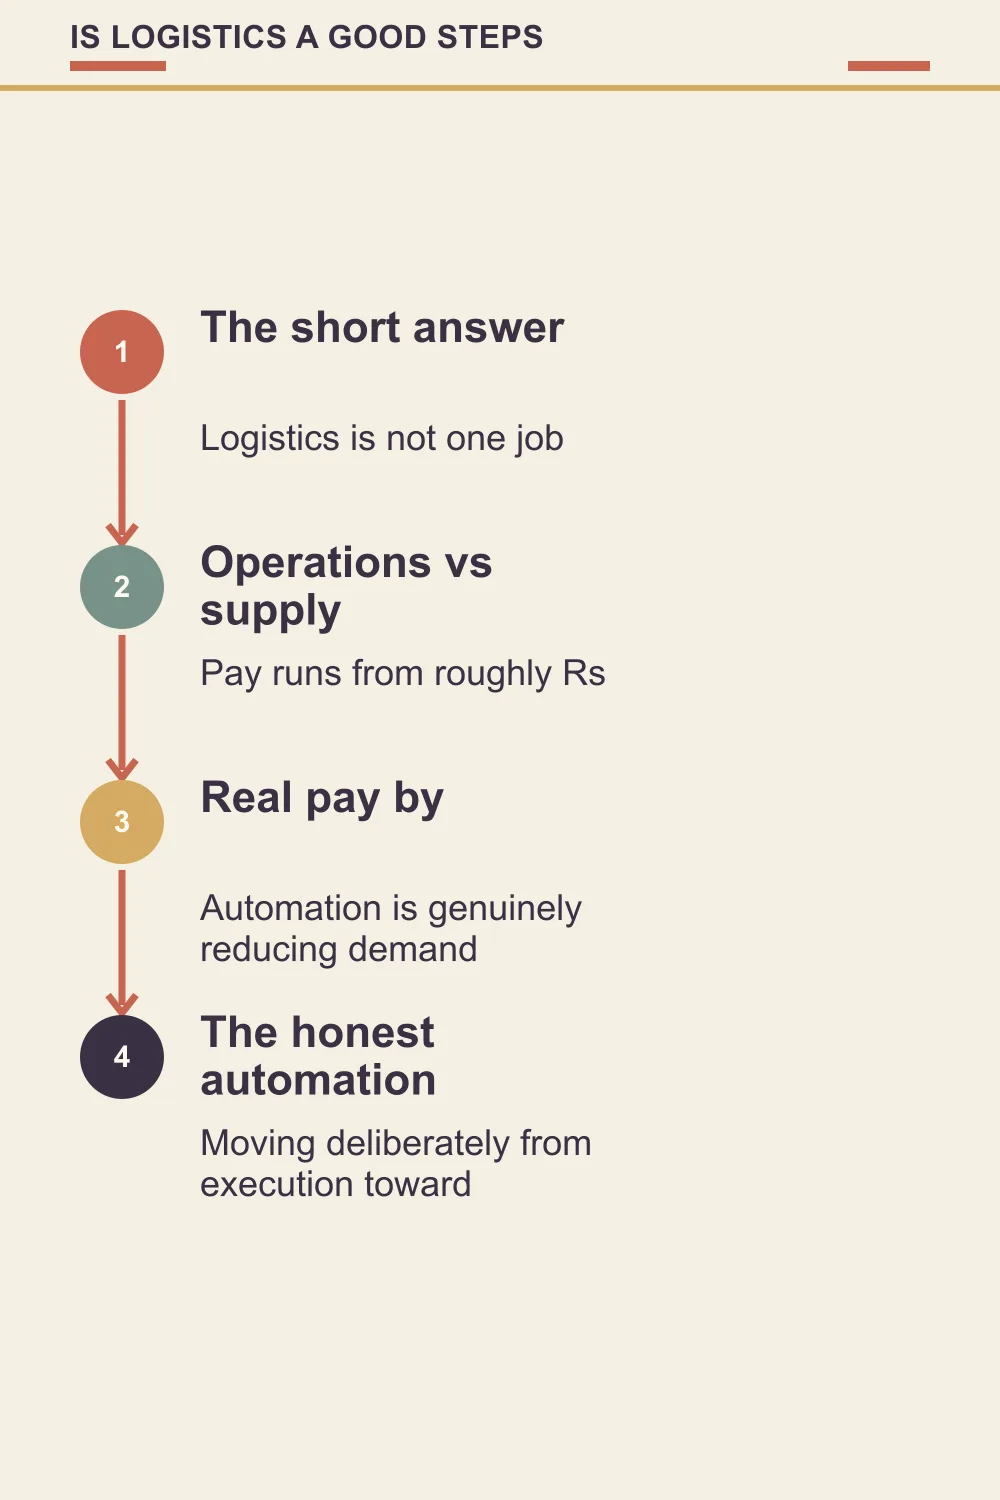 IS LOGISTICS A GOOD STEPS
1
The short answer
Logistics is not one job
2
Operations vs
supply
Pay runs from roughly Rs
3
Real pay by
Automation is genuinely
reducing demand
4
The honest
automation
Moving deliberately from
execution toward